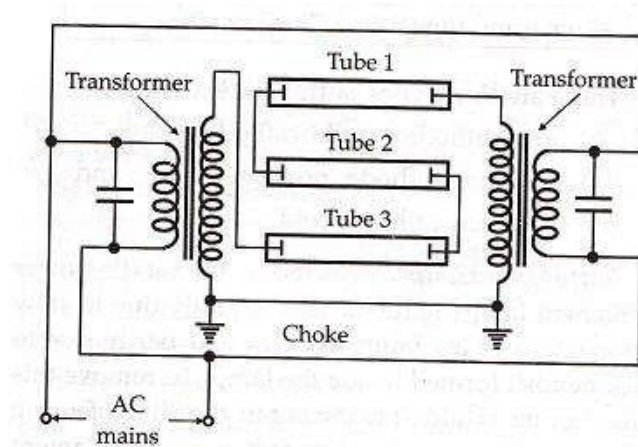 Tube 1
Transformer
Transformer
Tube 2
Tube 3
Choke
AC
mains